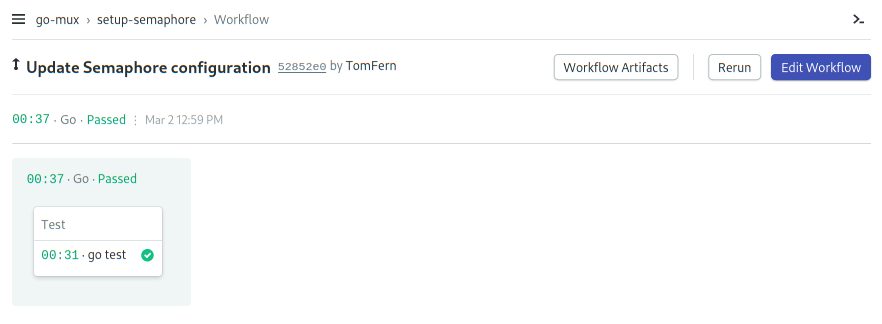 go-mux › setup-semaphore › Workflow
Update Semaphore configuration 52852e0 by TomFern
Workflow Artifacts
Rerun
Edit Workflow
00:37 · Go · Passed ⋮ Mar 2 12:59 PM
00:37 · Go · Passed
Test
00:31 · go test